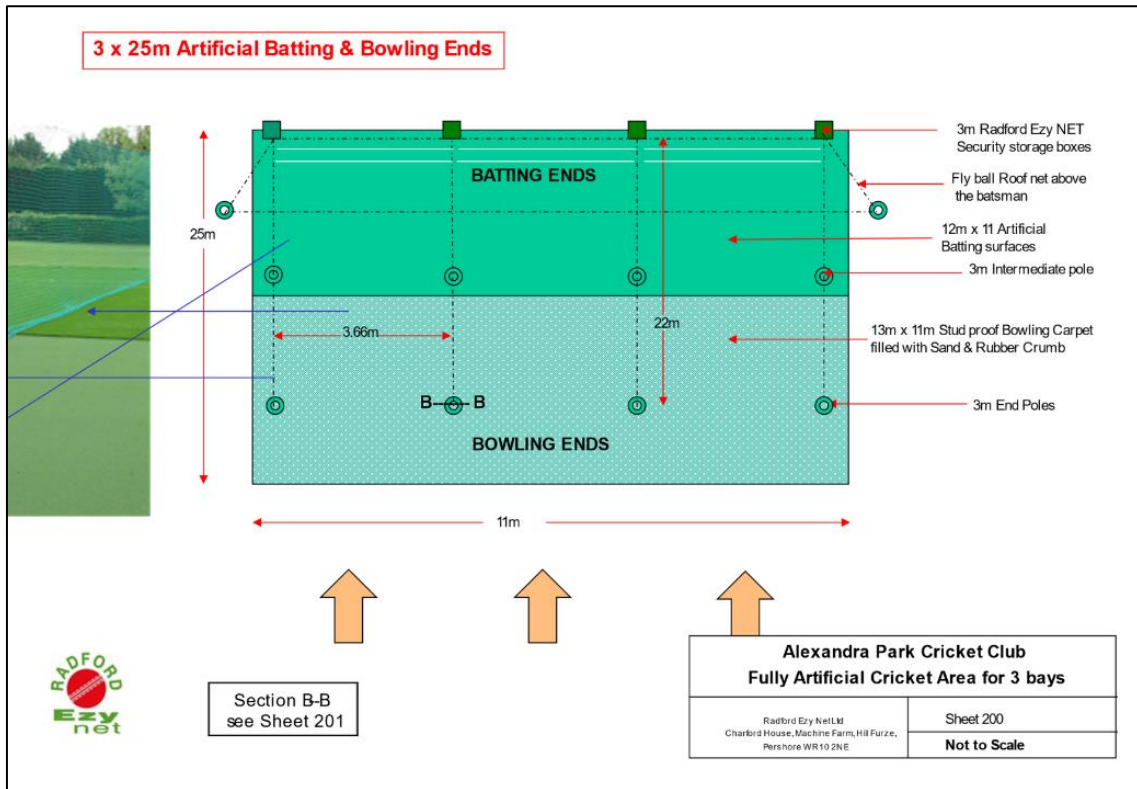 3 x 25m Artificial Batting & Bowling Ends
3m Radford Ezy NET
Security storage boxes
BATTING ENDS
Fly ball Roof net above
the batsman
25m
12m x 11 Artificial
Batting surfaces
3m Intermediate pole
3.66m
22m
13m x 11m Stud proof Bowling Carpet
filled with Sand & Rubber Crumb
B B
3m End Poles
BOWLING ENDS
11m
RADFORD
Ezy
net
Section B-B
see Sheet 201
Alexandra Park Cricket Club
Fully Artificial Cricket Area for 3 bays
Radford Ezy Net Ltd
Charford House, Machine Farm, Hill Furze,
Pershore WR10 2NE
Sheet 200
Not to Scale